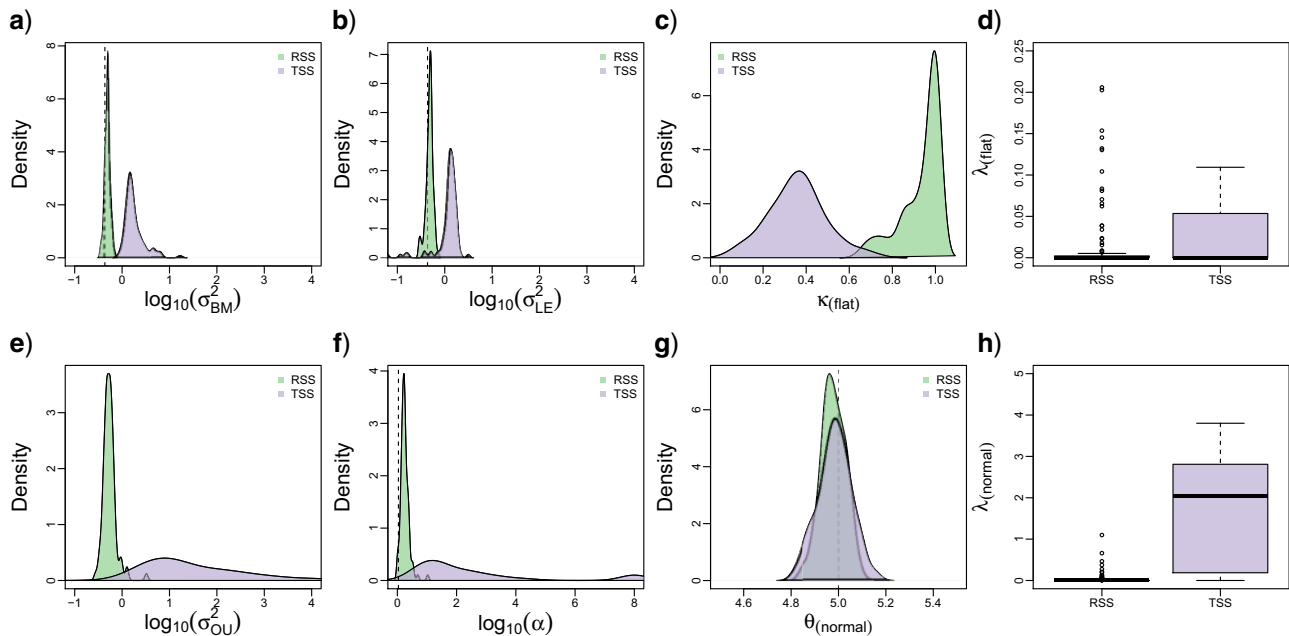 a) b) c) d)
RSS
TSS
RSS
TSS
RSS
TSS
Density
0 2 4 6 8
−1 0 1 2 3 4
log10(σ²BM)
Density
0 1 2 3 4 5 6 7
−1 0 1 2 3 4
log10(σ²LE)
Density
0 2 4 6
0.0 0.2 0.4 0.6 0.8 1.0
κ(flat)
λ(flat)
0.00 0.05 0.10 0.15 0.20 0.25
RSS TSS
e) f) g) h)
RSS
TSS
RSS
TSS
RSS
TSS
Density
0 1 2 3
−1 0 1 2 3 4
log10(σ²OU)
Density
0 1 2 3 4
0 2 4 6 8
log10(α)
Density
0 2 4 6
4.6 4.8 5.0 5.2 5.4
θ(normal)
λ(normal)
0 1 2 3 4 5
RSS TSS